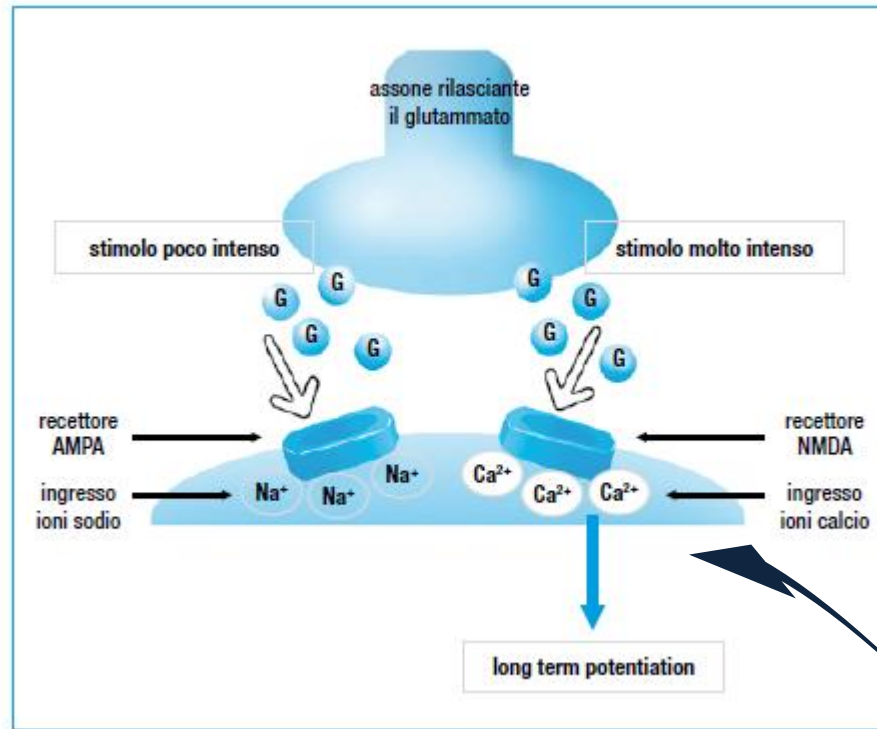 assone rilasciante
il glutammato
stimolo poco intenso
stimolo molto intenso
G
G
G
G
G
G
G
G
recettore
AMPA
recettore
NMDA
Na⁺
Na⁺
Na⁺
Ca²⁺
Ca²⁺
Ca²⁺
ingresso
ioni sodio
ingresso
ioni calcio
long term potentiation